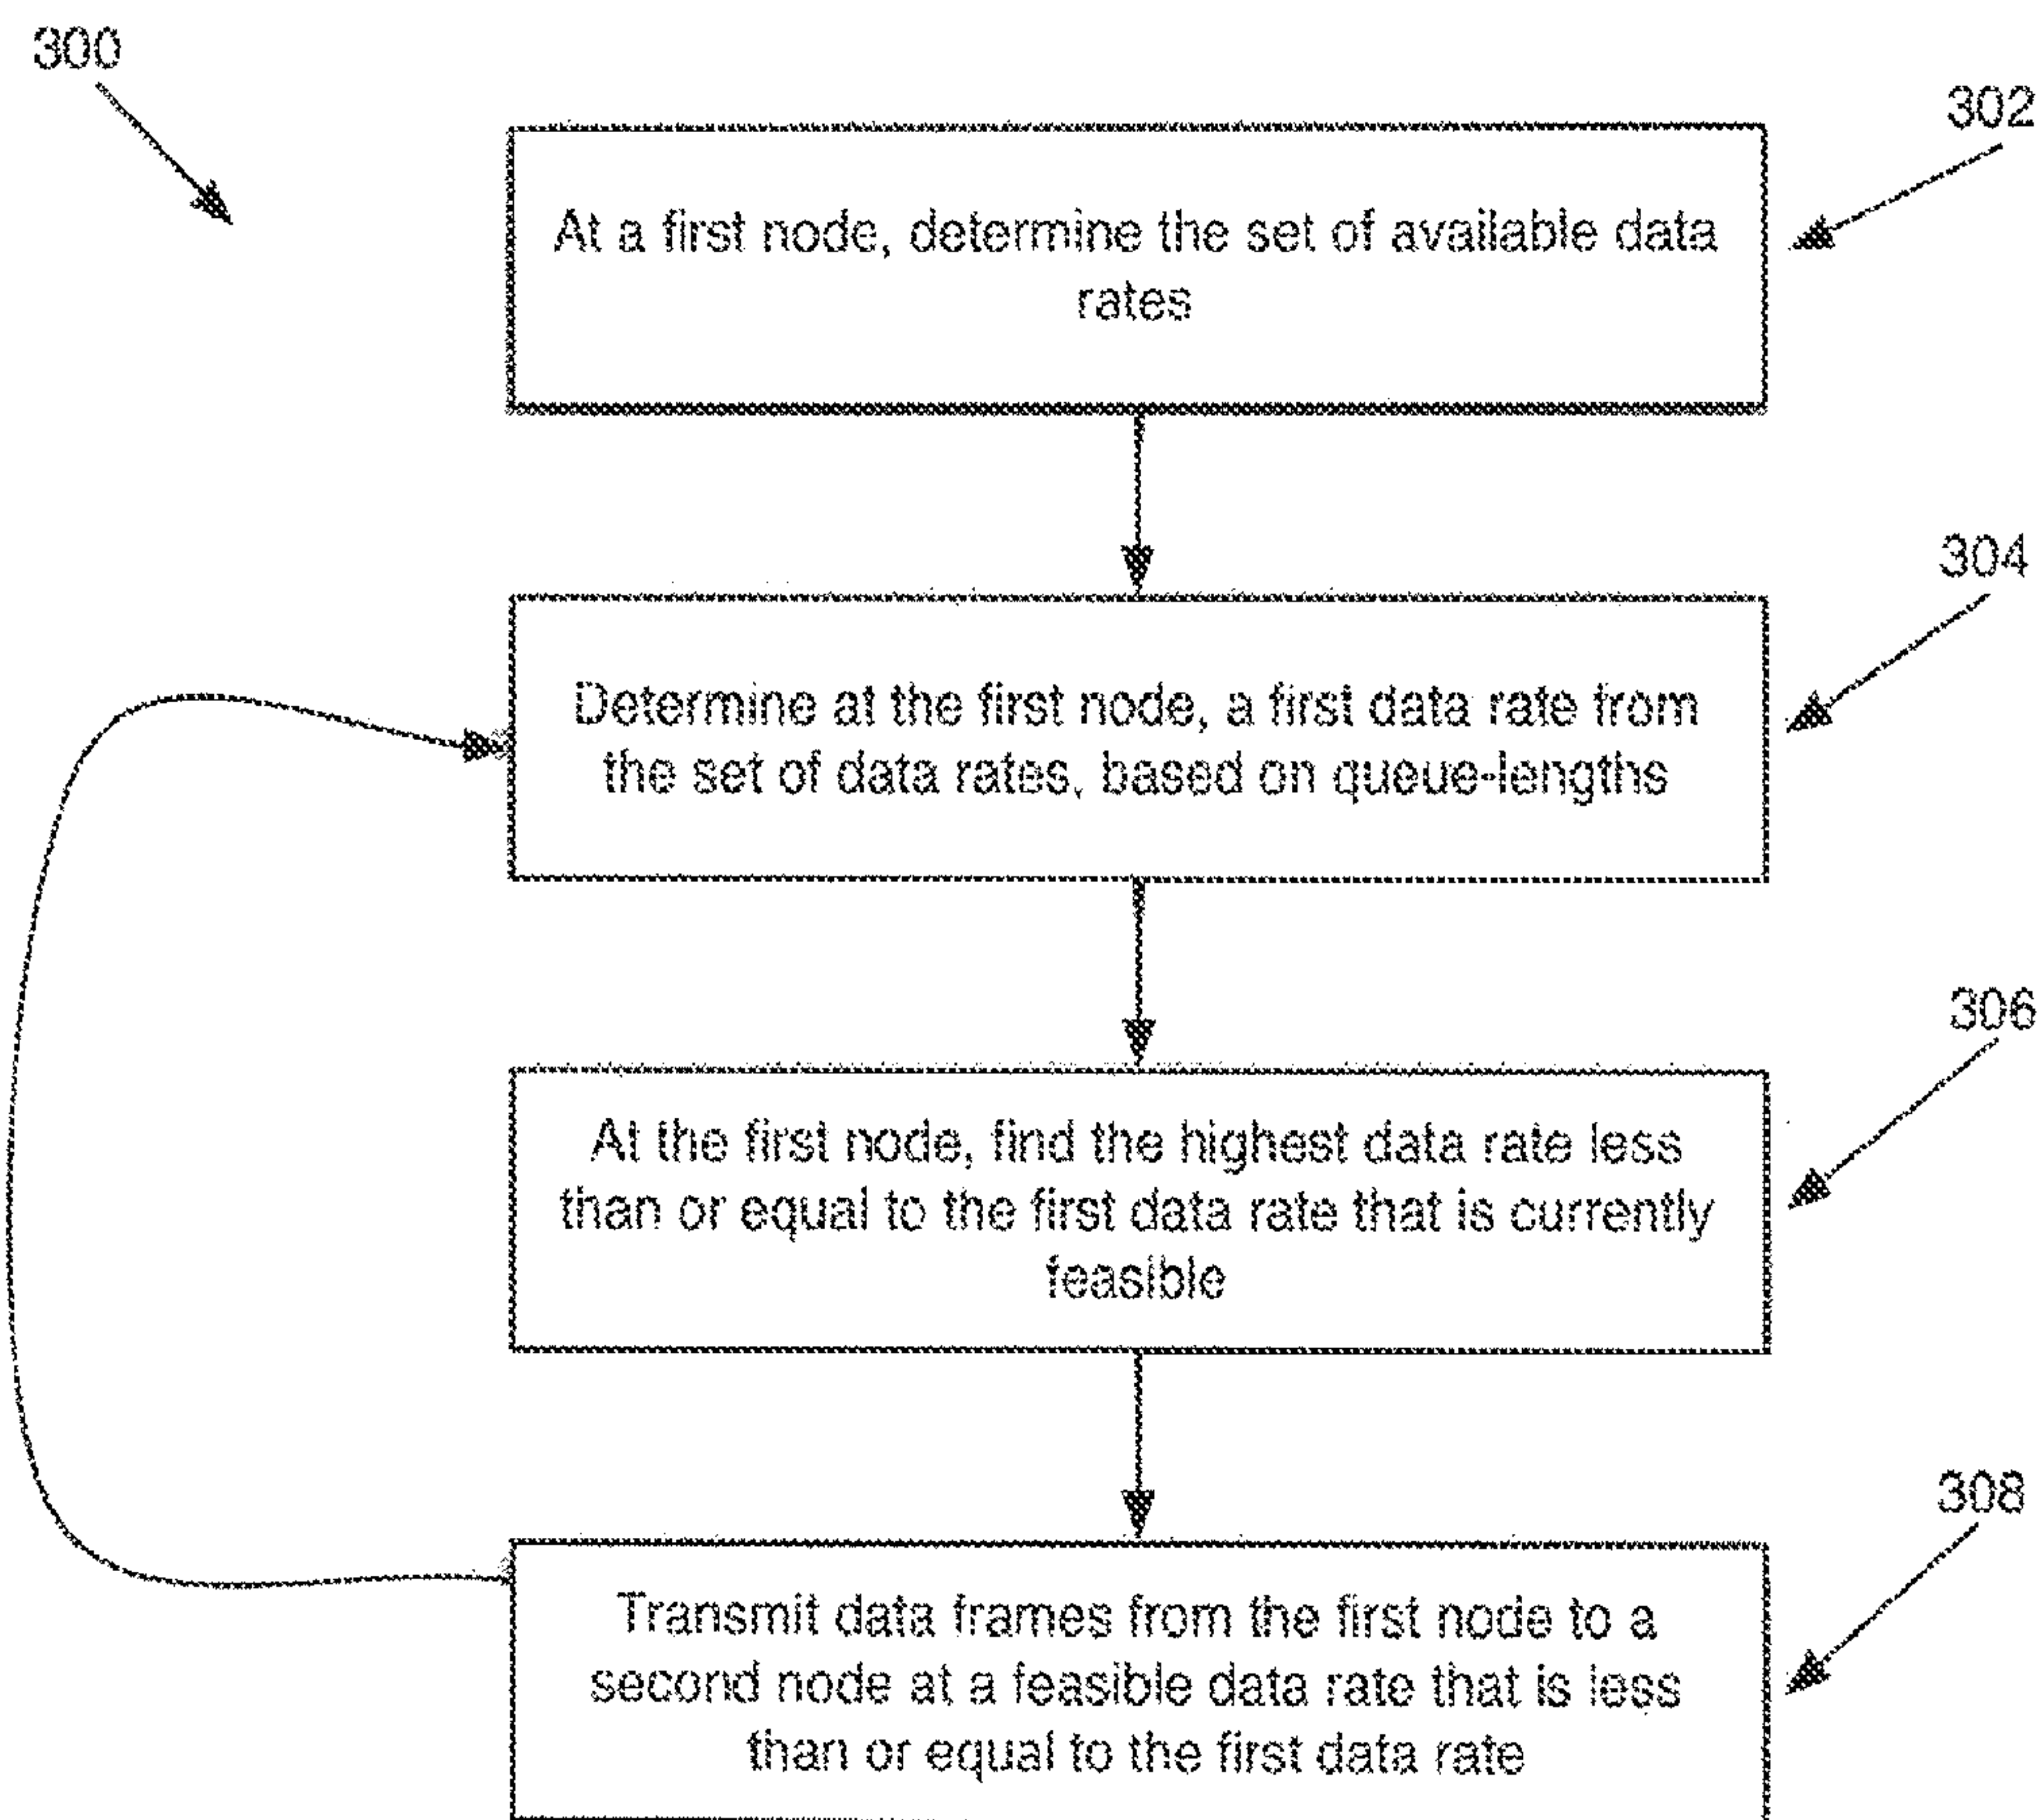 300
302
At a first node, determine the set of available data
rates
304
Determine at the first node, a first data rate from
the set of data rates, based on queue-lengths
306
At the first node, find the highest data rate less
than or equal to the first data rate that is currently
feasible
308
Transmit data frames from the first node to a
second node at a feasible data rate that is less
than or equal to the first data rate